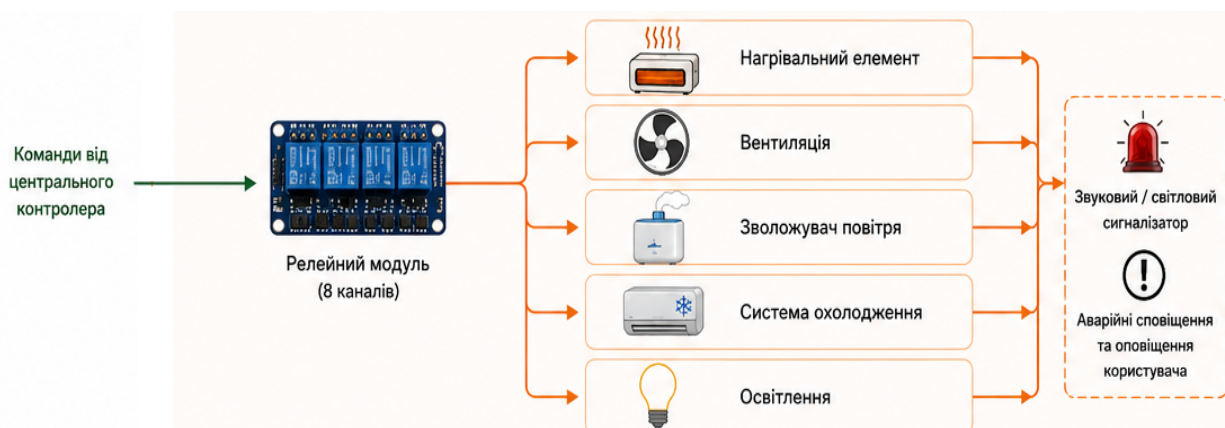 Команди від
центрального
контролера
Релейний модуль
(8 каналів)
Нагрівальний елемент
Вентиляція
Зволожувач повітря
Система охолодження
Освітлення
Звуковий / світловий
сигналізатор
Аварійні сповіщення
та оповіщення
користувача